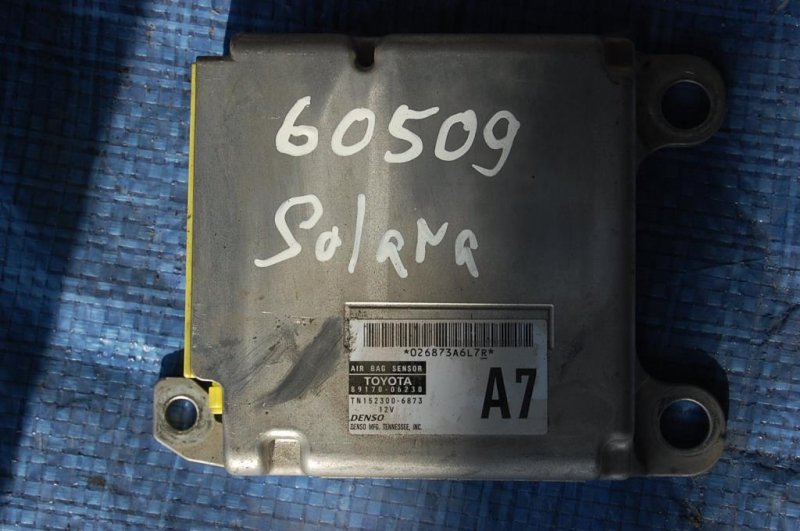 60509
Solara
*026873A6L7R*
AIR BAG SENSOR
TOYOTA
89170-06230
TN152300-6873
12V
DENSO
DENSO MFG. TENNESSEE, INC.
A7